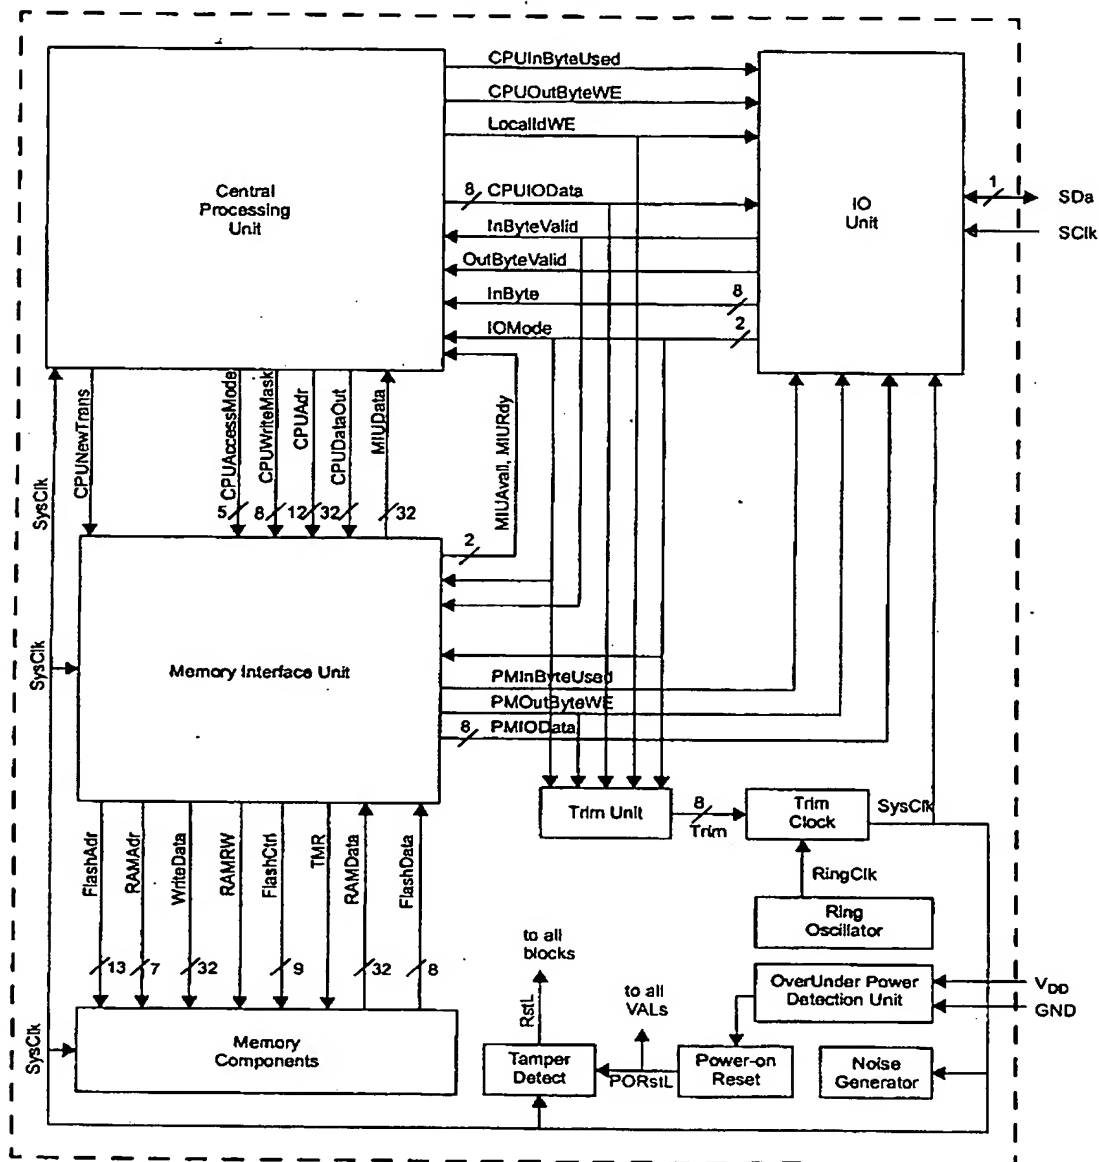 CPUInByteUsed
CPUOutByteWE
LocalIdWE
Central
Processing
Unit
8
CPUIOData
InByteValid
OutByteValid
InByte
8
IOMode
2
IO
Unit
1
SDa
SClk
SysClk
CPUNewTrans
CPUAccessMode
CPUWriteMask
CPUAdr
CPUDataOut
MIUData
MIUAvail, MIURdy
5
8
12
32
32
2
SysClk
Memory Interface Unit
PMInByteUsed
PMOutByteWE
8
PMIOData
Trim Unit
8
Trim
Trim
Clock
SysClk
RingClk
Ring
Oscillator
FlashAdr
RAMAdr
WriteData
RAMRW
FlashCtrl
TMR
RAMData
FlashData
13
7
32
9
32
8
to all
blocks
to all
VALs
OverUnder Power
Detection Unit
VDD
GND
SysClk
Memory
Components
RstL
Tamper
Detect
PORstL
Power-on
Reset
Noise
Generator